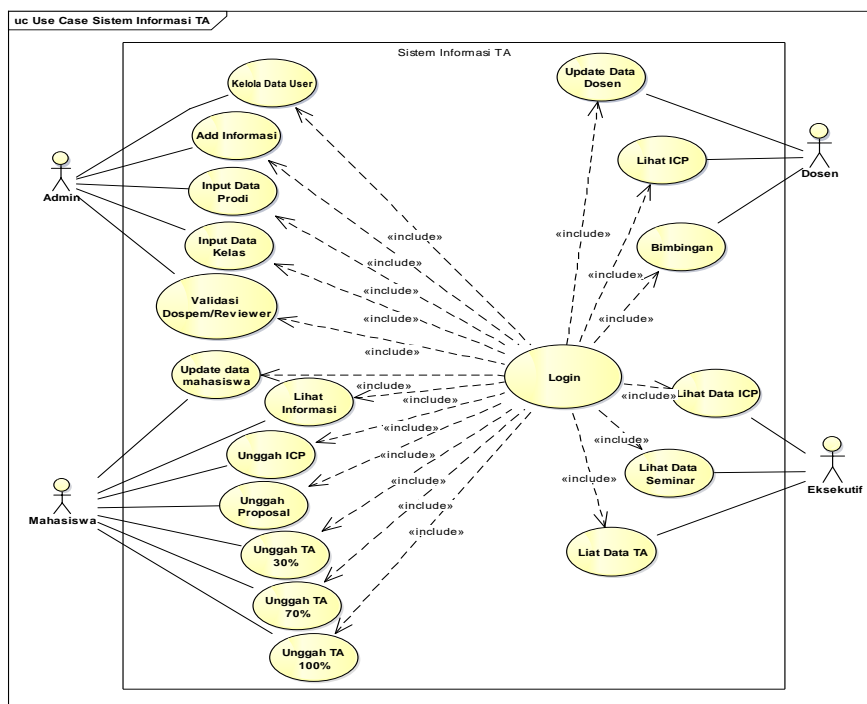 uc Use Case Sistem Informasi TA
Sistem Informasi TA
Kelola Data User
Add Informasi
Input Data
Prodi
Input Data
Kelas
Validasi
Dospem/Reviewer
Admin
Update data
mahasiswa
Lihat
Informasi
Unggah ICP
Unggah
Proposal
Unggah TA
30%
Unggah TA
70%
Unggah TA
100%
Mahasiswa
«include»
«include»
«include»
«include»
«include»
«include»
«include»
«include»
«include»
«include»
«include»
«include»
Login
«include»
«include»
«include»
«include»
«include»
«include»
Update Data
Dosen
Lihat ICP
Bimbingan
Dosen
Lihat Data ICP
Lihat Data
Seminar
Liat Data TA
Eksekutif